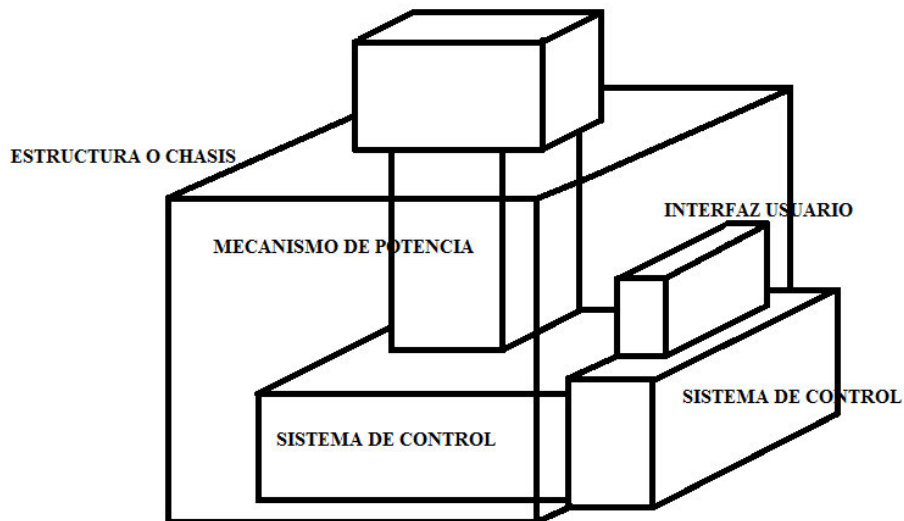 ESTRUCTURA O CHASIS
INTERFAZ USUARIO
MECANISMO DE POTENCIA
SISTEMA DE CONTROL
SISTEMA DE CONTROL